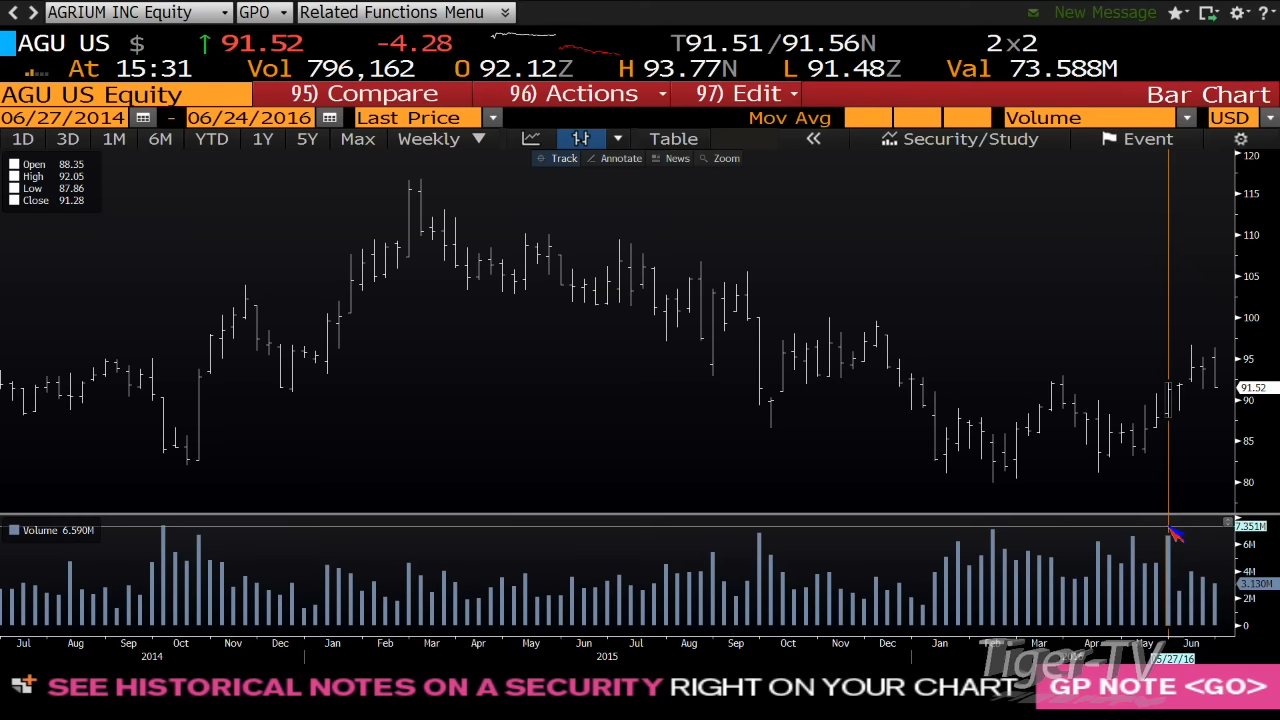 AGRIUM INC Equity GPO Related Functions Menu New Message
AGU US $ ↑ 91.52 -4.28 T91.51/91.56N 2x2
At 15:31 Vol 796,162 O 92.12Z H 93.77N L 91.48Z Val 73.588M
AGU US Equity 95) Compare 96) Actions 97) Edit Bar Chart
06/27/2014 - 06/24/2016 Last Price Mov Avg Volume USD
1D 3D 1M 6M YTD 1Y 5Y Max Weekly Table Security/Study Event
Track Annotate News Zoom
Open 88.35
High 92.05
Low 87.86
Close 91.28
120
115
110
105
100
95
91.52
90
85
80
Volume 6.590M
7.351M
6M
4M
3.130M
2M
0
Jul Aug Sep Oct Nov Dec Jan Feb Mar Apr May Jun Jul Aug Sep Oct Nov Dec Jan Feb Mar Apr May Jun
2014 2015 05/27/16
Tiger-TV
SEE HISTORICAL NOTES ON A SECURITY RIGHT ON YOUR CHART GP NOTE <GO>